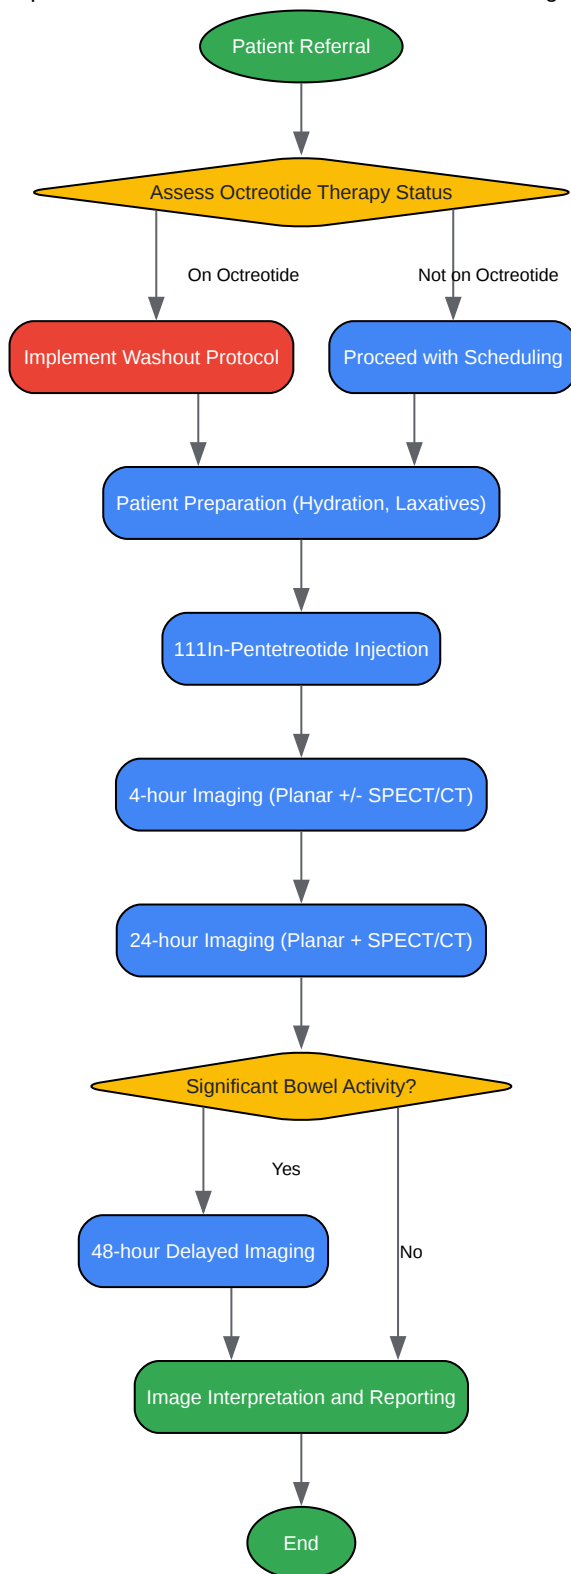 Patient Referral
Assess Octreotide Therapy Status
On Octreotide
Not on Octreotide
Implement Washout Protocol
Proceed with Scheduling
Patient Preparation (Hydration, Laxatives)
111In-Pentetreotide Injection
4-hour Imaging (Planar +/- SPECT/CT)
24-hour Imaging (Planar + SPECT/CT)
Significant Bowel Activity?
Yes
48-hour Delayed Imaging
No
Image Interpretation and Reporting
End